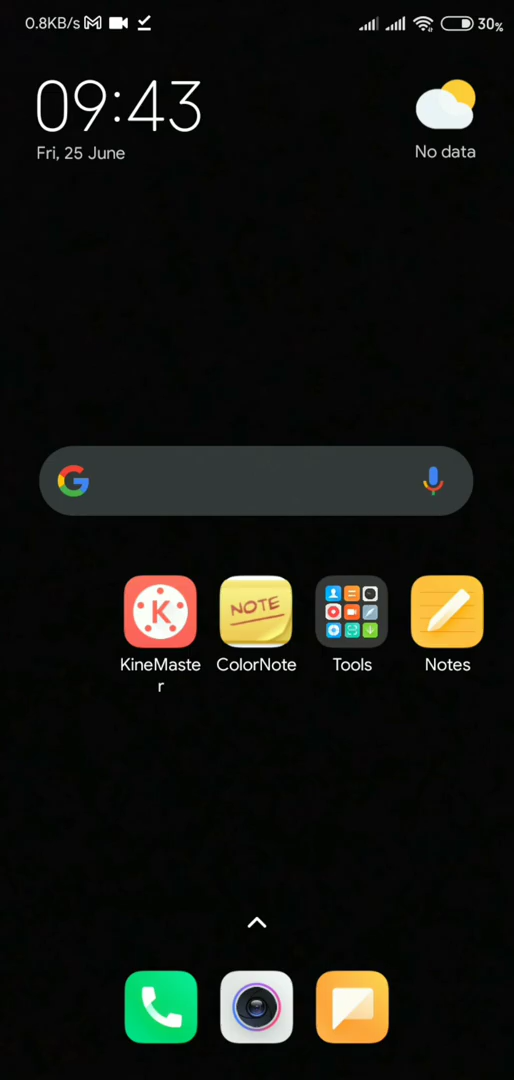 0.8KB/s
30%
09:43
Fri, 25 June
No data
NOTE
KineMaste
r
ColorNote
Tools
Notes